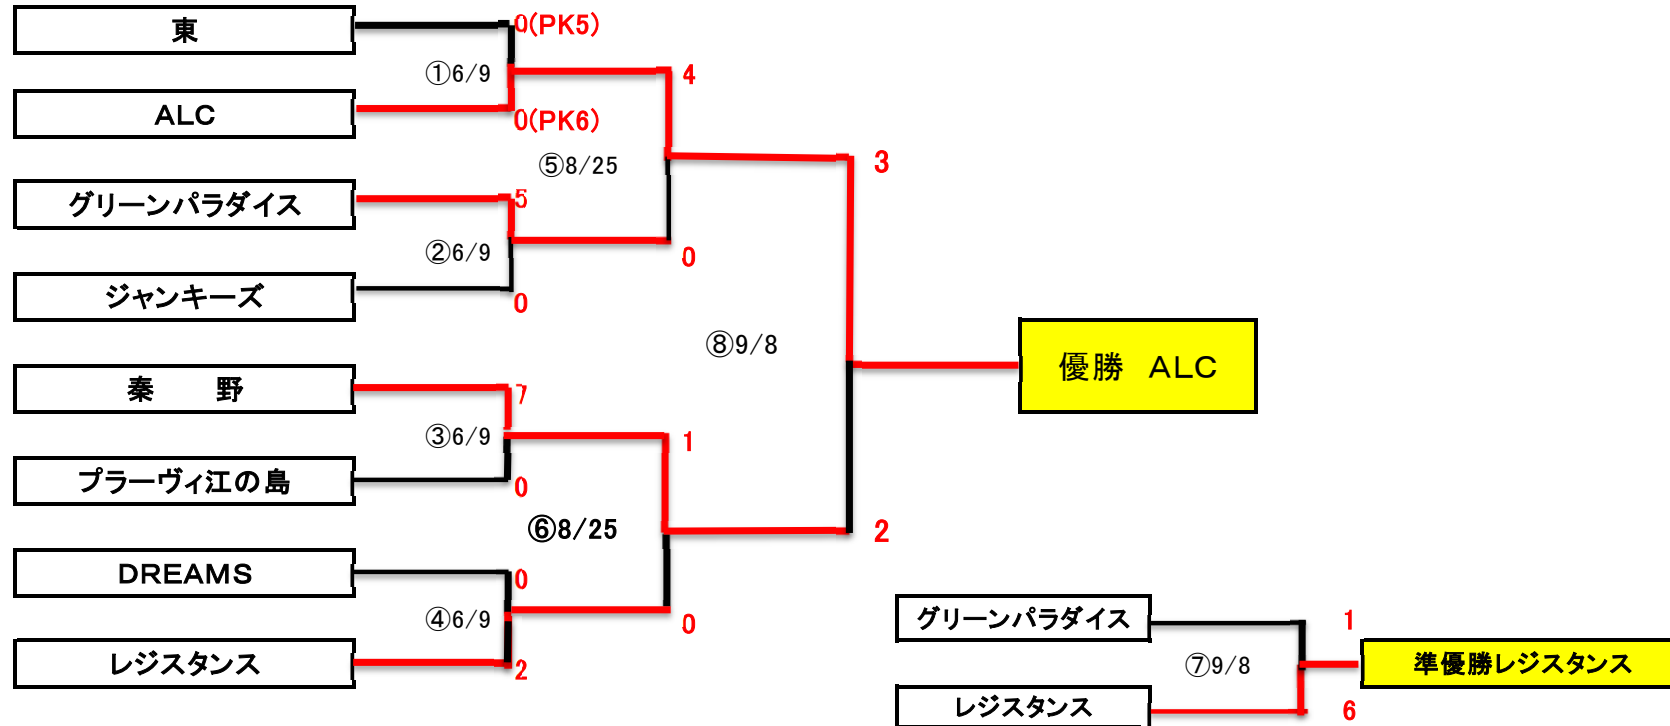 東
0(PK5)
①6/9
4
ALC
0(PK6)
⑤8/25
3
グリーンパラダイス
5
②6/9
0
ジャンキーズ
0
⑧9/8
優勝 ALC
秦 野
7
③6/9
1
プラーヴィ江の島
0
⑥8/25
2
DREAMS
0
④6/9
0
レジスタンス
2
グリーンパラダイス
1
⑦9/8
準優勝レジスタンス
レジスタンス
6